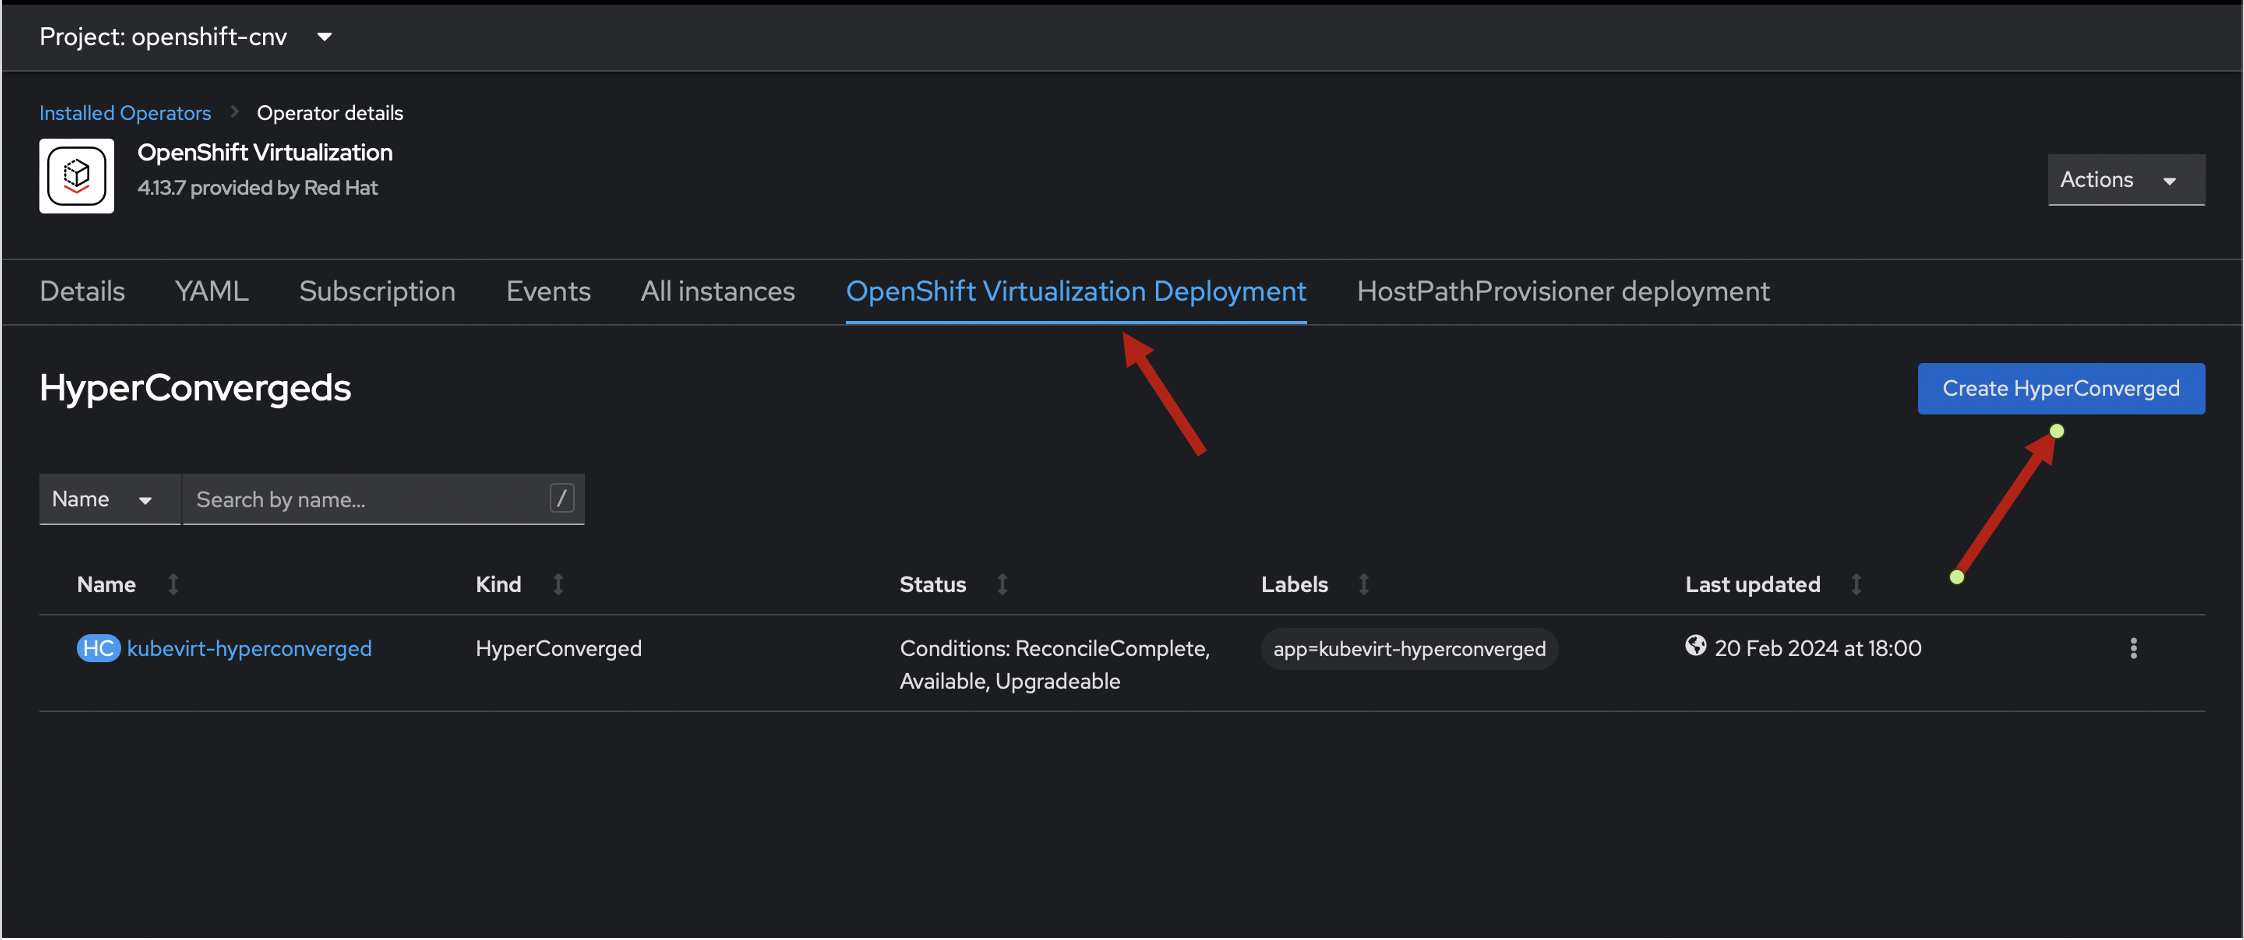 Project: openshift-cnv
Installed Operators > Operator details
OpenShift Virtualization
4.13.7 provided by Red Hat
Actions
Details YAML Subscription Events All instances OpenShift Virtualization Deployment HostPathProvisioner deployment
HyperConvergeds
Create HyperConverged
Name Search by name... /
Name Kind Status Labels Last updated
HC kubevirt-hyperconverged HyperConverged Conditions: ReconcileComplete, app=kubevirt-hyperconverged 20 Feb 2024 at 18:00
Available, Upgradeable